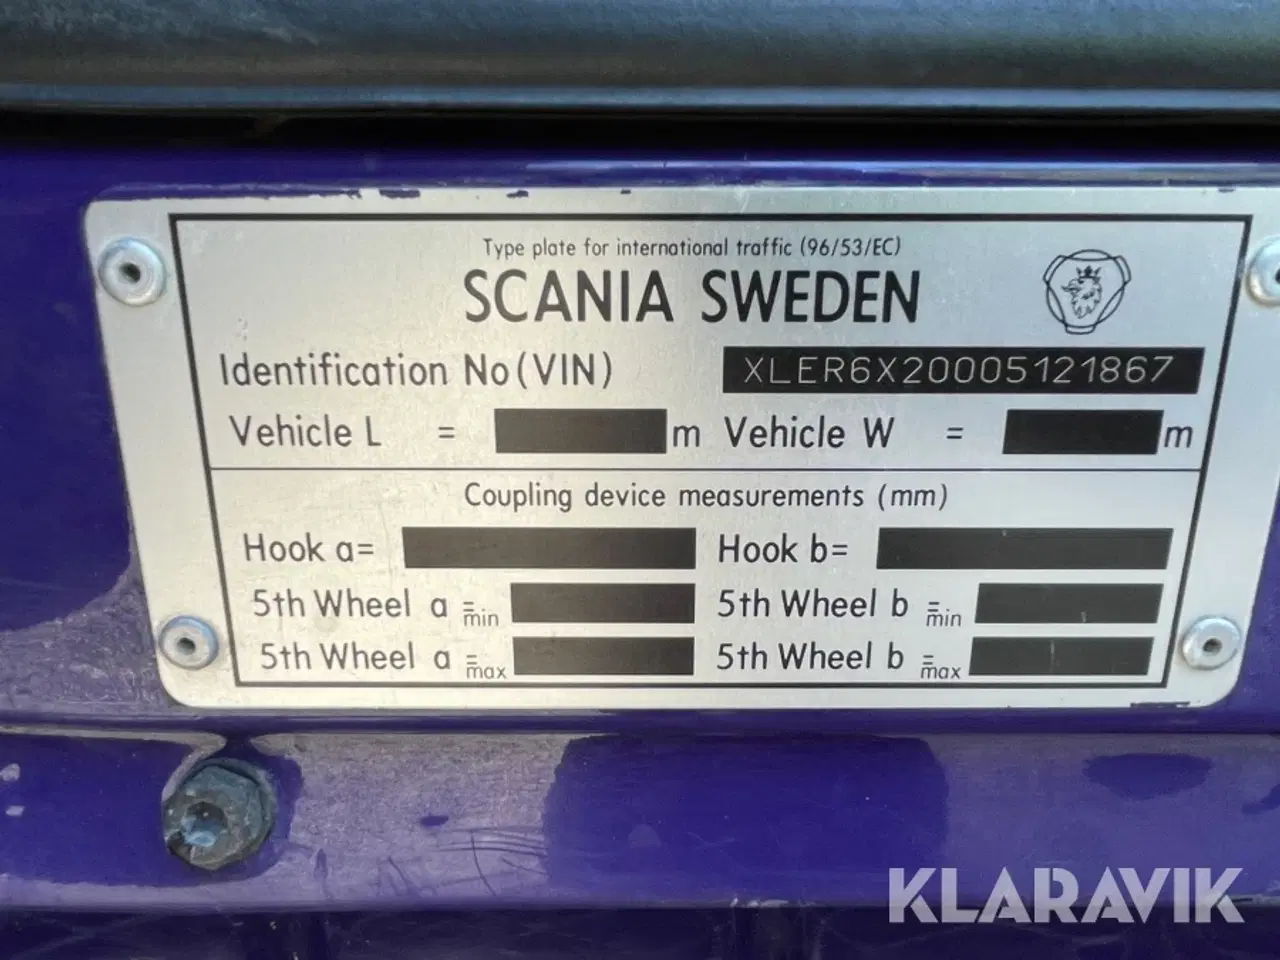 Type plate for international traffic (96/53/EC)
SCANIA SWEDEN
Identification No (VIN) XLER6X20005121867
Vehicle L = m Vehicle W = m
Coupling device measurements (mm)
Hook a= Hook b=
5th Wheel a = min 5th Wheel b = min
5th Wheel a = max 5th Wheel b = max
KLARAVIK